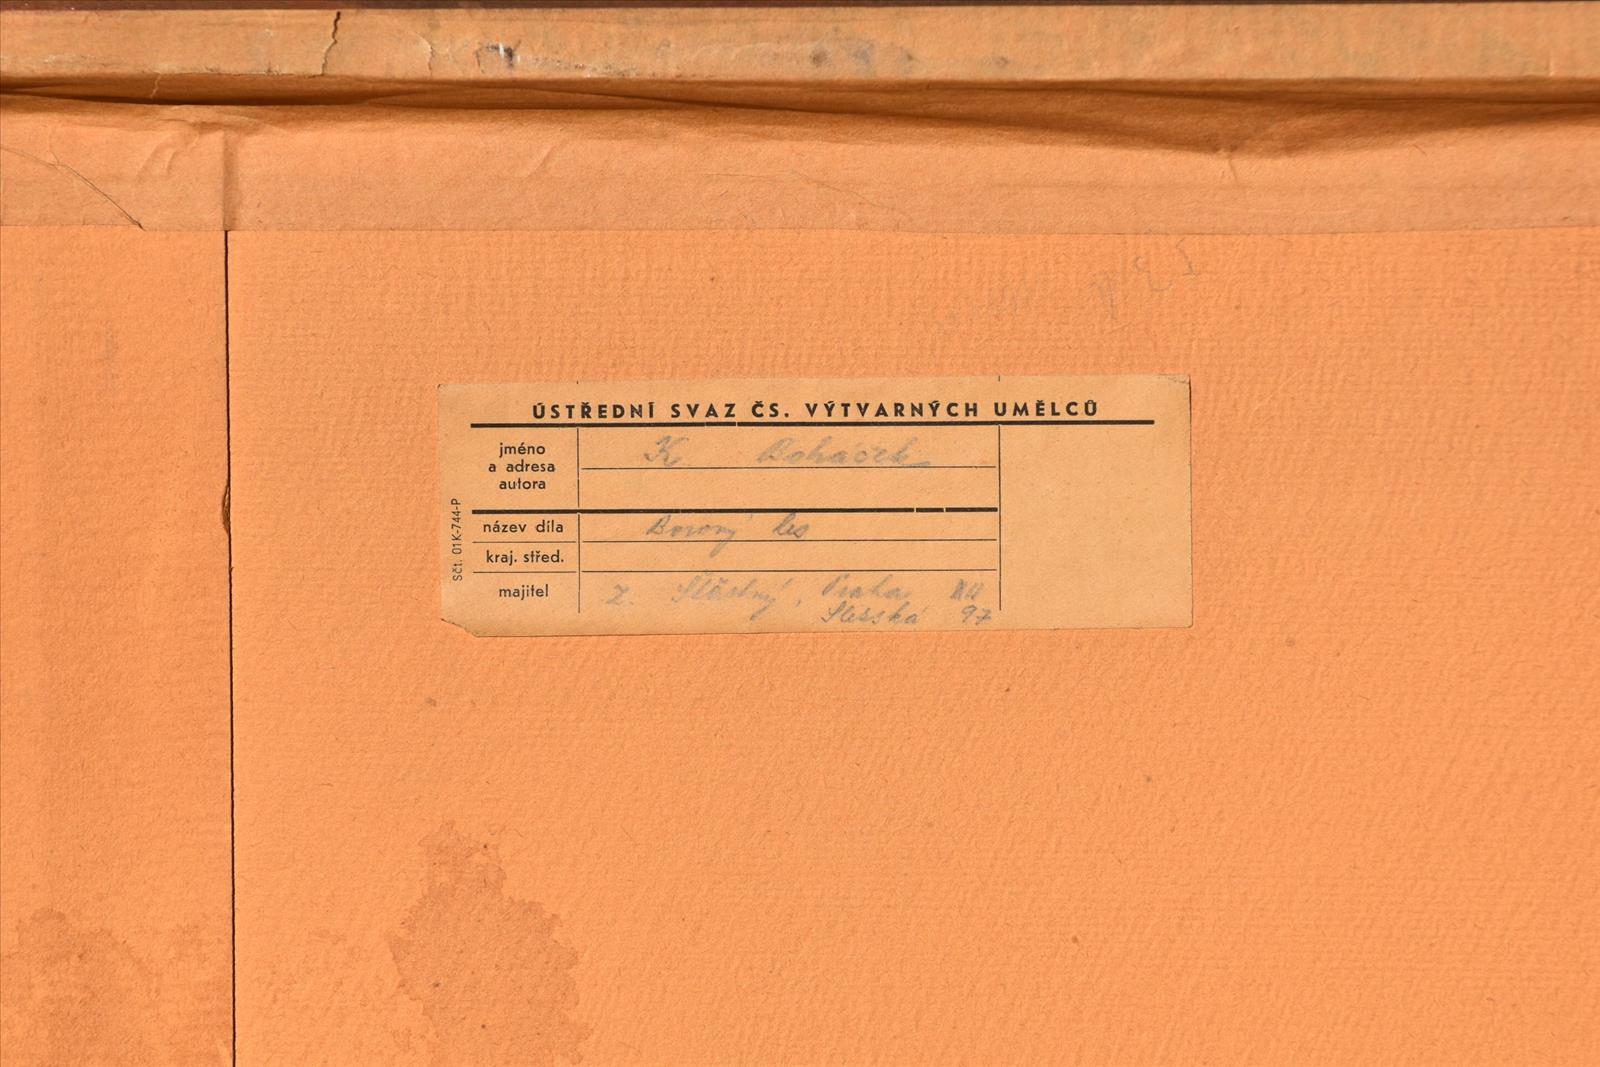 ÚSTŘEDNÍ SVAZ ČS. VÝTVARNÝCH UMĚLCŮ
jméno
a adresa
autora
K Boháček
název díla Borový les
kraj. střed.
majitel Z. Šťastný, Praha XII
Slezská 97
Sčt. 01K-744-P